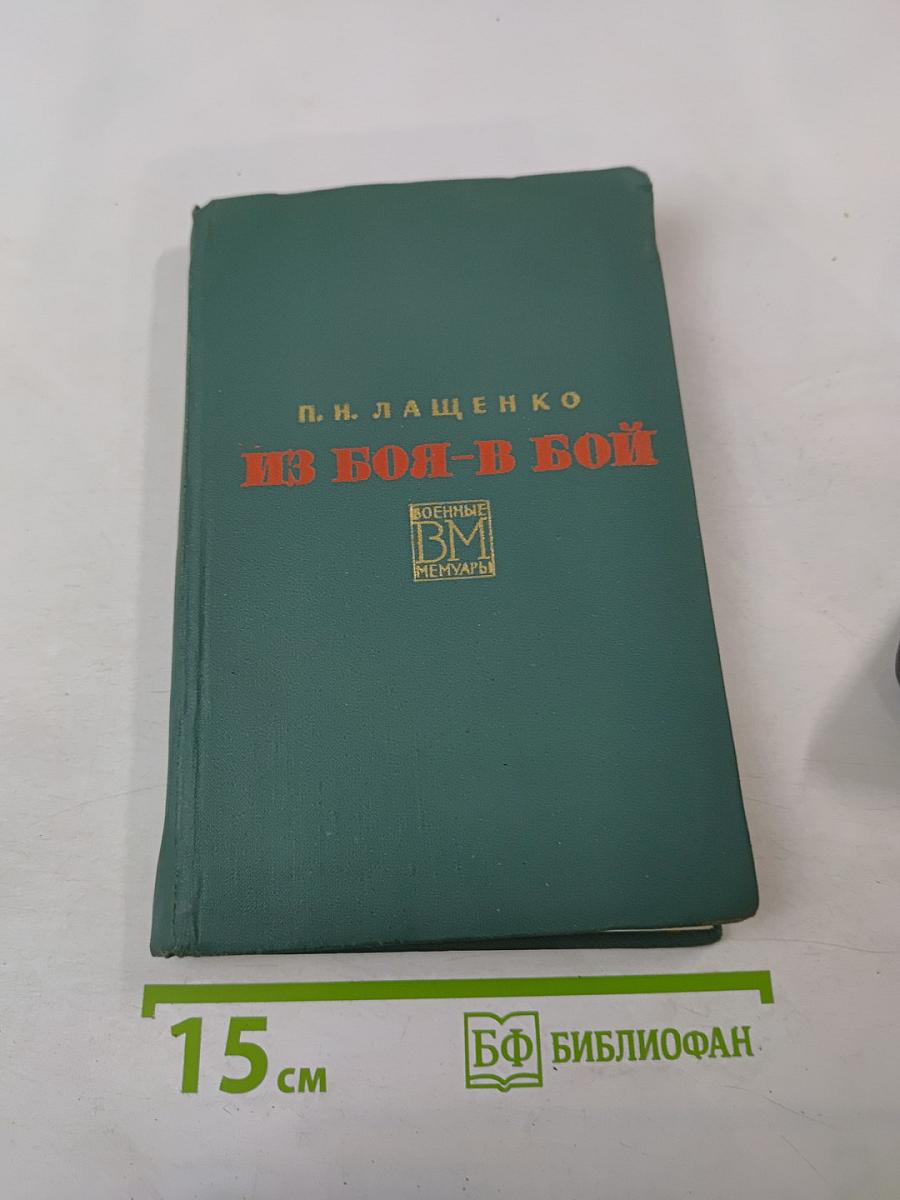 П. Н. ЛАЩЕНКО
ИЗ БОЯ-В БОЙ
ВОЕННЫЕ
ВМ
МЕМУАРЫ
15 см
БФ БИБЛИОФАН